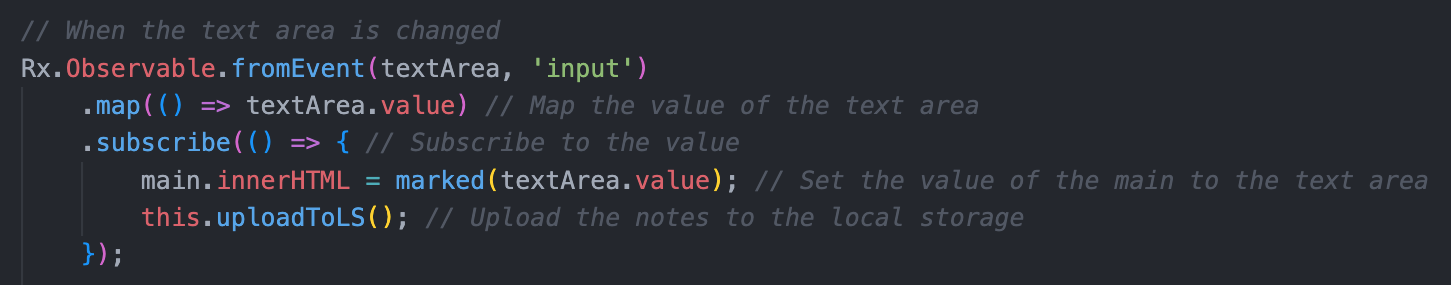 // When the text area is changed
Rx.Observable.fromEvent(textArea, 'input')
    .map(() => textArea.value) // Map the value of the text area
    .subscribe(() => { // Subscribe to the value
        main.innerHTML = marked(textArea.value); // Set the value of the main to the text area
        this.uploadToLS(); // Upload the notes to the local storage
    });